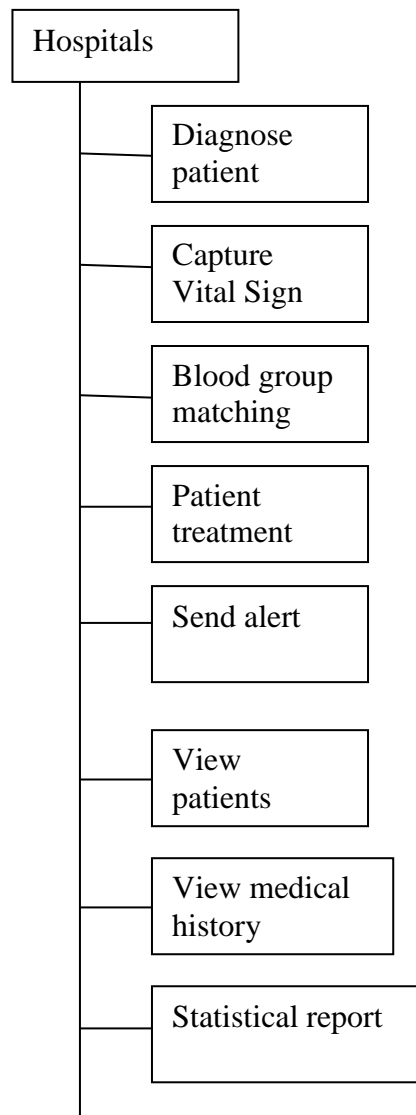 Hospitals
Diagnose
patient
Capture
Vital Sign
Blood group
matching
Patient
treatment
Send alert
View
patients
View medical
history
Statistical report